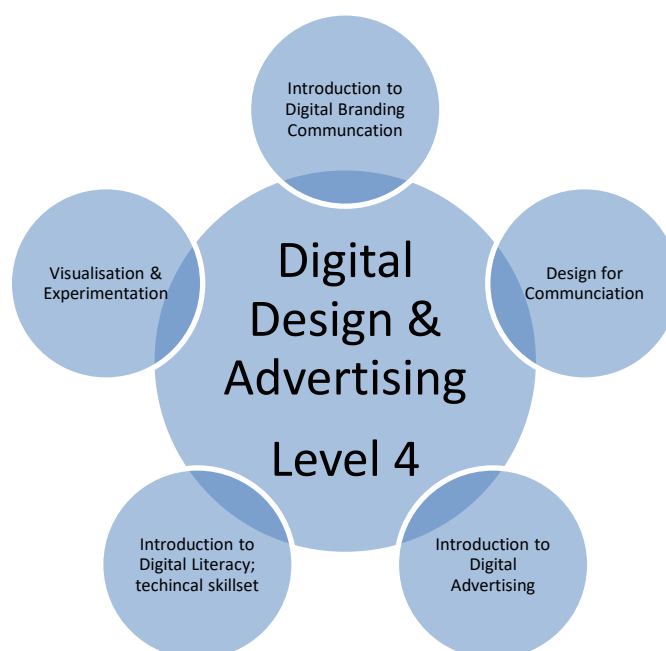 Introduction to
Digital Branding
Communcation
Visualisation &
Experimentation
Digital
Design &
Advertising
Level 4
Design for
Communciation
Introduction to
Digital Literacy;
techincal skillset
Introduction to
Digital
Advertising